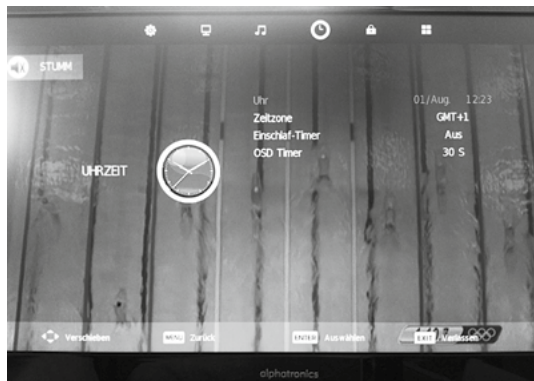 STUMM
Uhr 01/Aug. 12:23
Zeitzone GMT+1
Einschlaf-Timer Aus
OSD Timer 30 S
UHRZEIT
Verschieben MENU Zurück ENTER Auswählen EXIT Verlassen
alphatronics